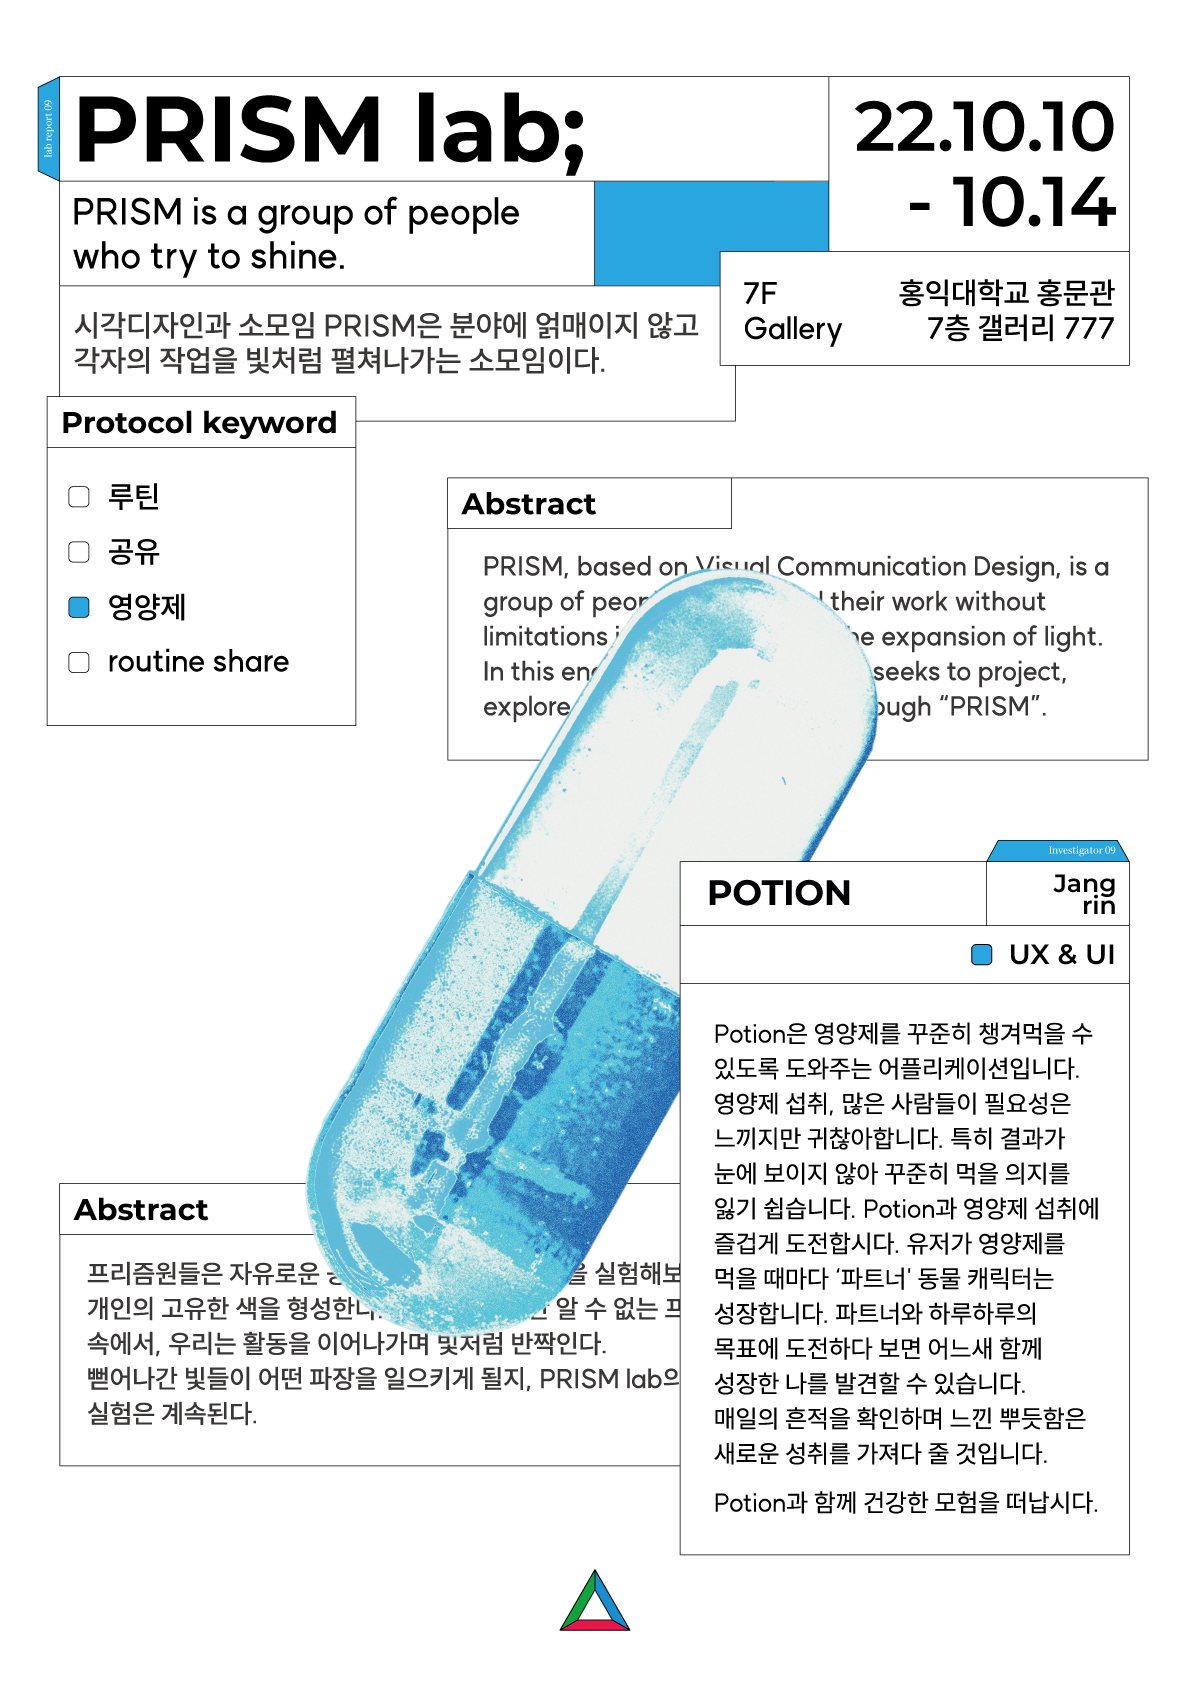 lab report 09
PRISM lab;
22.10.10
- 10.14
PRISM is a group of people
who try to shine.
7F
Gallery
홍익대학교 홍문관
7층 갤러리 777
시각디자인과 소모임 PRISM은 분야에 얽매이지 않고
각자의 작업을 빛처럼 펼쳐나가는 소모임이다.
Protocol keyword
루틴
공유
영양제
routine share
Abstract
PRISM, based on Visual Communication Design, is a
group of their work without
limitations expansion of light.
In this seeks to project,
explore “PRISM”.
POTION
Investigator 09
Jang
rin
UX & UI
Potion은 영양제를 꾸준히 챙겨먹을 수
있도록 도와주는 어플리케이션입니다.
영양제 섭취, 많은 사람들이 필요성은
느끼지만 귀찮아합니다. 특히 결과가
눈에 보이지 않아 꾸준히 먹을 의지를
잃기 쉽습니다. Potion과 영양제 섭취에
즐겁게 도전합시다. 유저가 영양제를
먹을 때마다 ‘파트너’ 동물 캐릭터는
성장합니다. 파트너와 하루하루의
목표에 도전하다 보면 어느새 함께
성장한 나를 발견할 수 있습니다.
매일의 흔적을 확인하며 느낀 뿌듯함은
새로운 성취를 가져다 줄 것입니다.
Potion과 함께 건강한 모험을 떠납시다.
Abstract
프리즘원들은 자유로운 실험해보
개인의 고유한 색을 형성한다. 알 수 없는
속에서, 우리는 활동을 이어나가며 빛처럼 반짝인다.
뻗어나간 빛들이 어떤 파장을 일으키게 될지, PRISM lab의
실험은 계속된다.